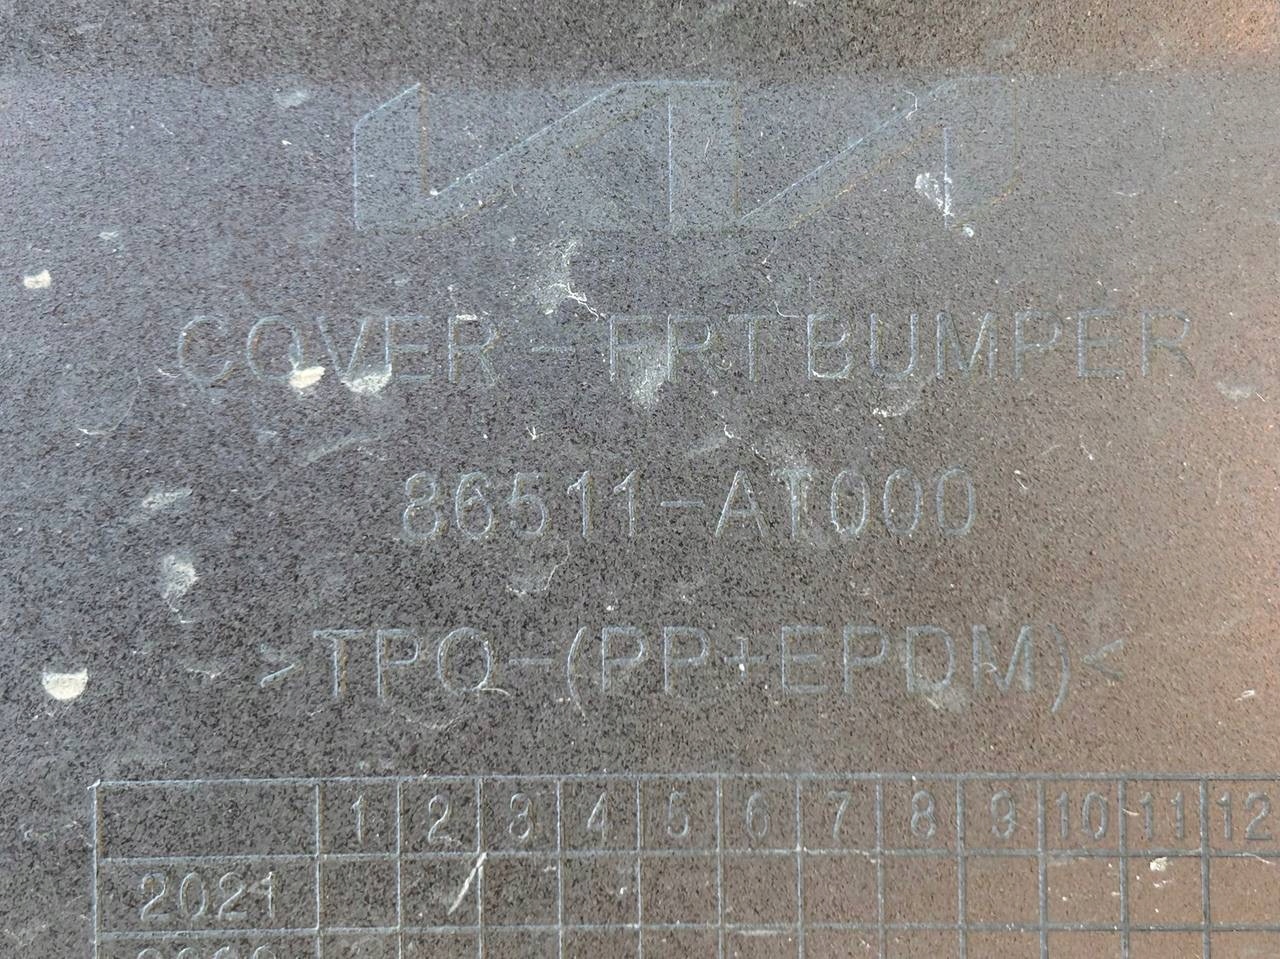 KIA
COVER-FRT BUMPER
86511-AT000
>TPO-(PP+EPDM)<
1 2 3 4 5 6 7 8 9 10 11 12
2021